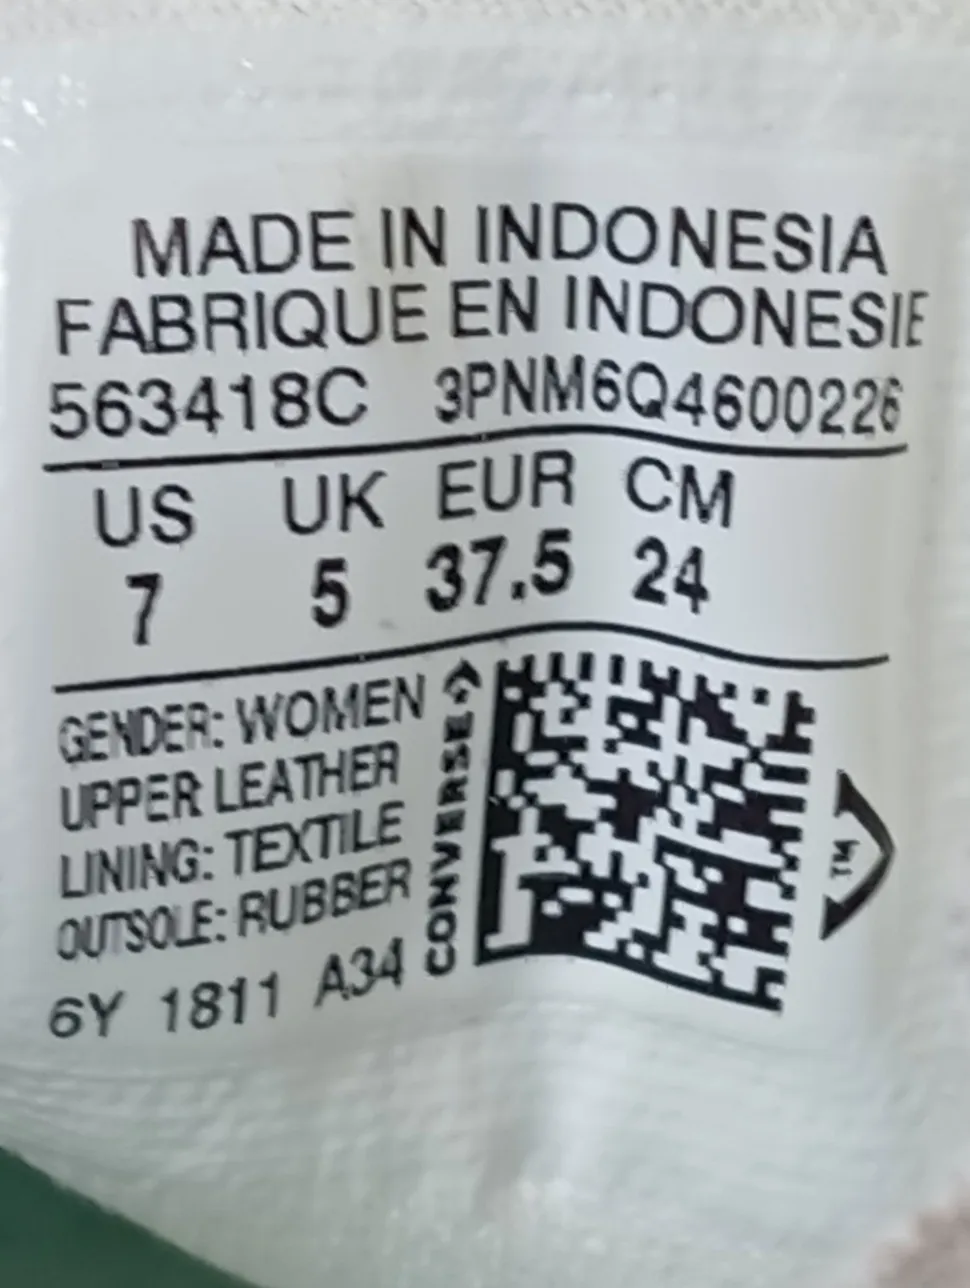 MADE IN INDONESIA
FABRIQUE EN INDONESIE
563418C 3PNM6Q4600226
US UK EUR CM
7 5 37.5 24
GENDER: WOMEN
UPPER LEATHER
LINING: TEXTILE
OUTSOLE: RUBBER
6Y 1811 A34
CONVERSE
TM